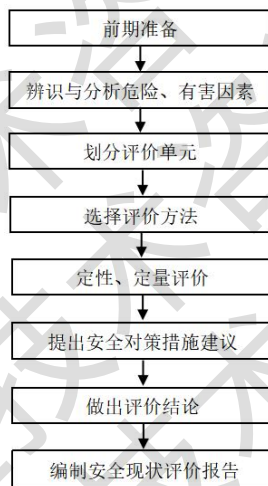 前期准备
辨识与分析危险、有害因素
划分评价单元
选择评价方法
定性、定量评价
提出安全对策措施建议
做出评价结论
编制安全现状评价报告